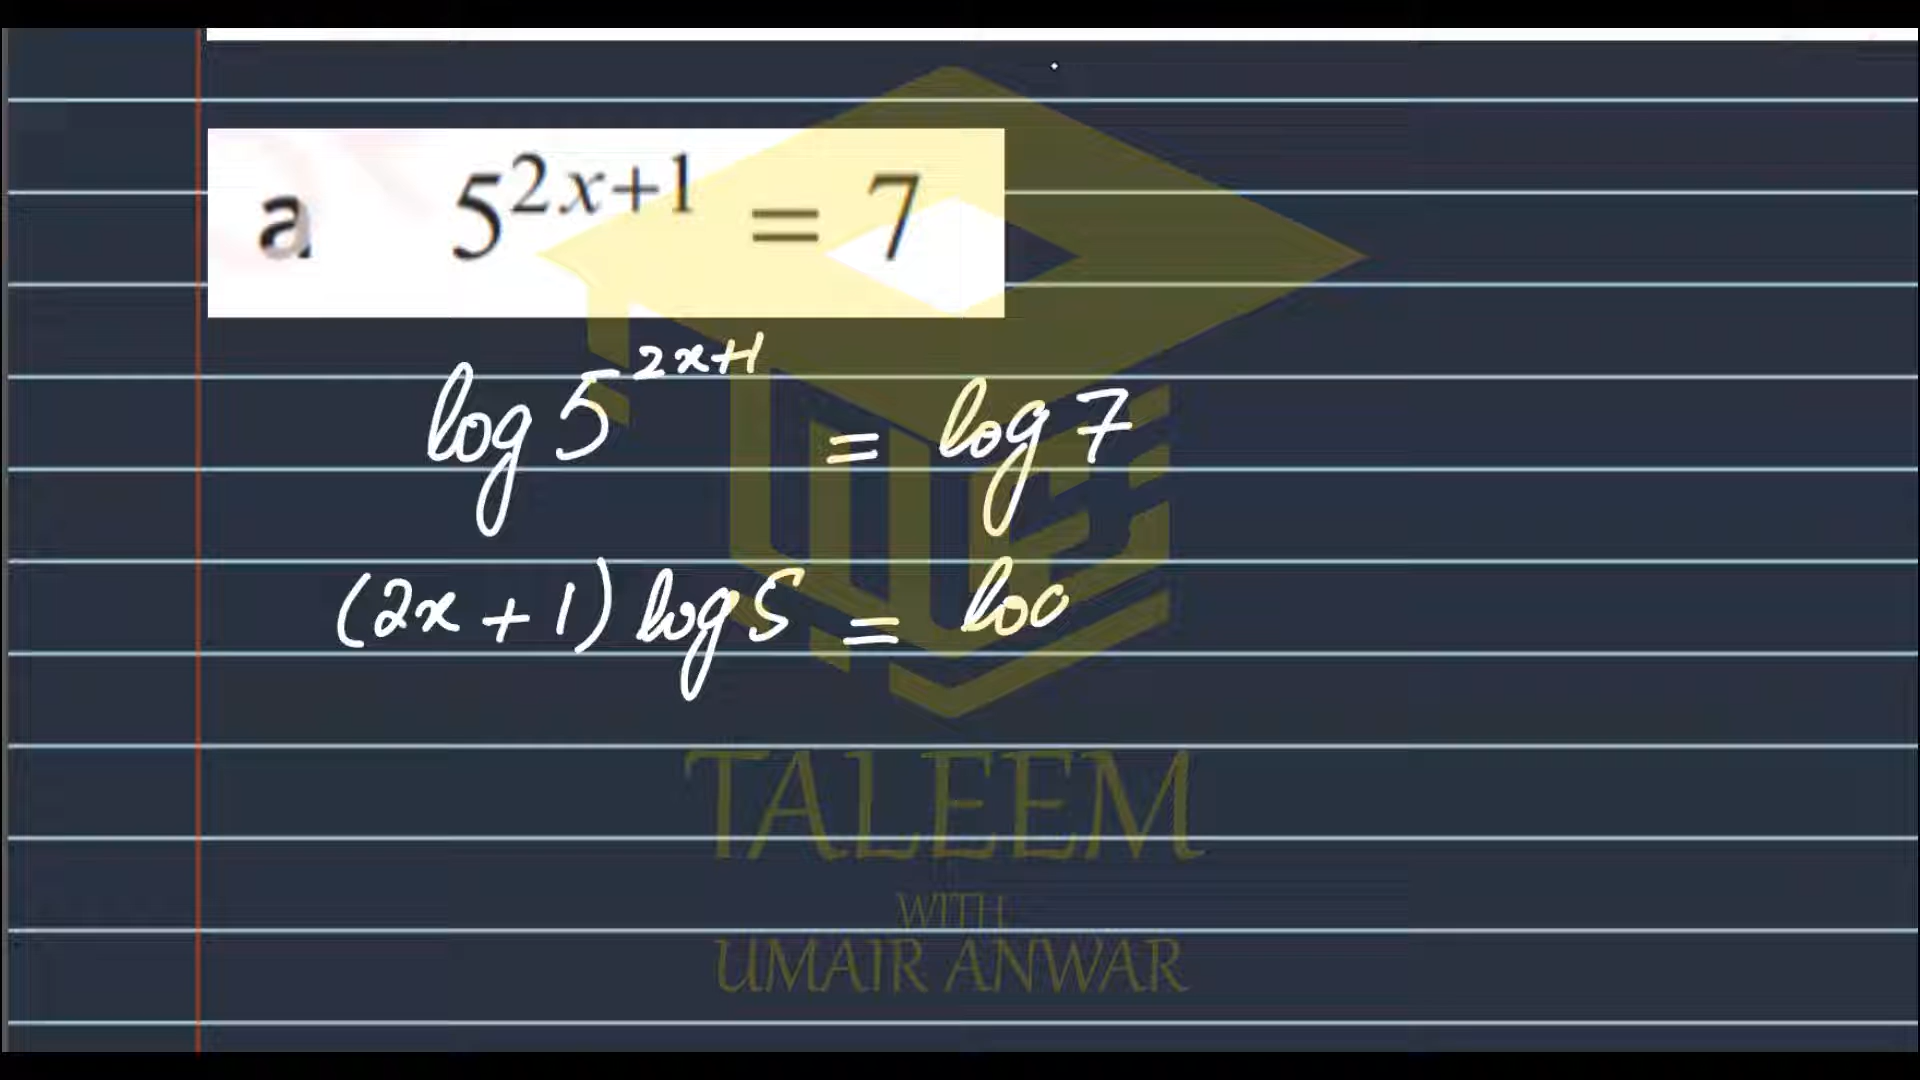 a 5^{2x+1} = 7
log 5^{2x+1} = log 7
(2x + 1) log 5 = loo
TALEEM
WITH
UMAIR ANWAR